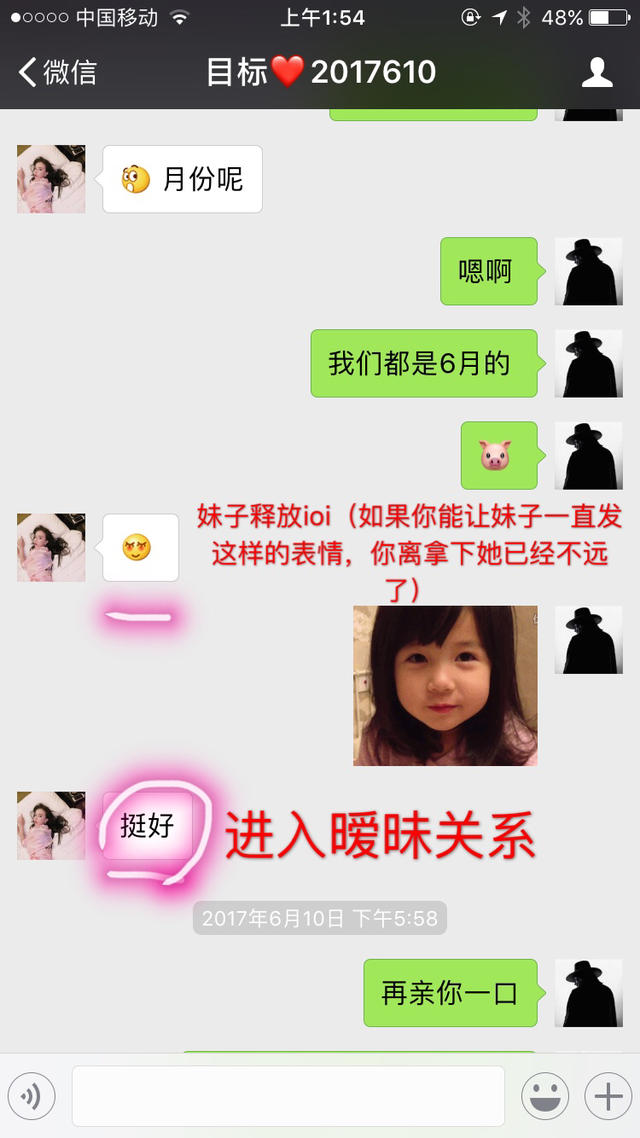 中国移动 上午1:54 48%
微信 目标❤️2017610
月份呢
嗯啊
我们都是6月的
妹子释放ioi（如果你能让妹子一直发
这样的表情，你离拿下她已经不远
了）
挺好
进入暧昧关系
2017年6月10日 下午5:58
再亲你一口